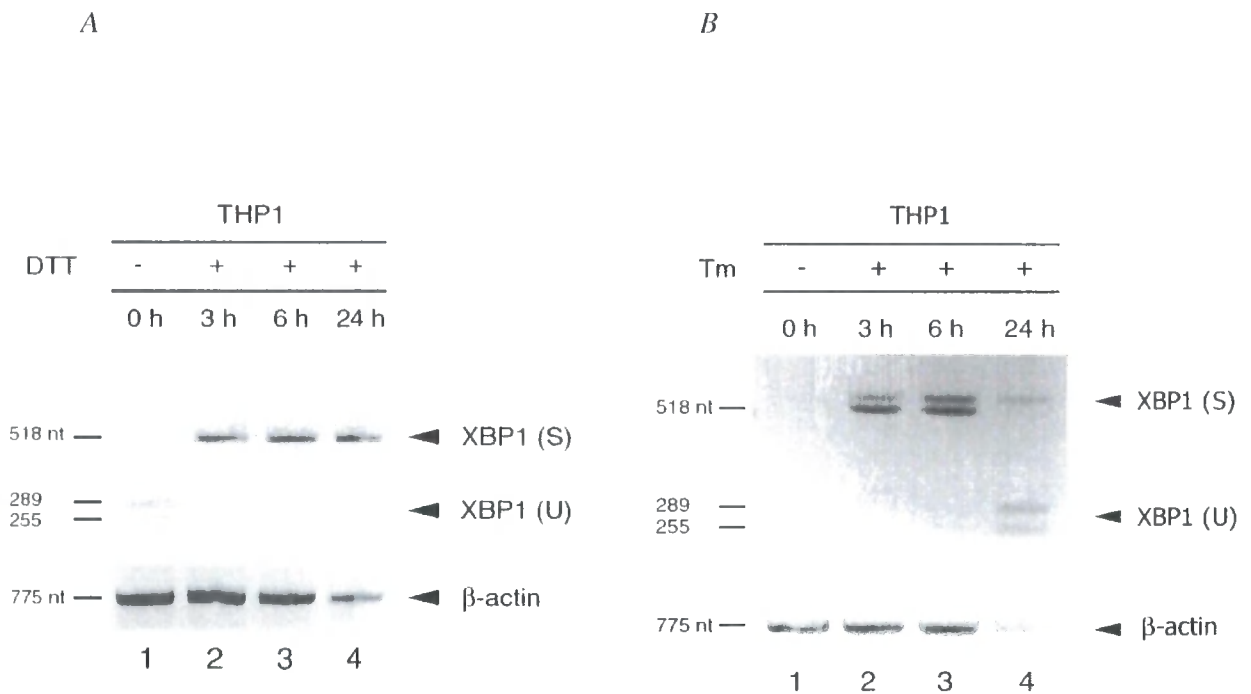 A
THP1
DTT - + + +
0 h 3 h 6 h 24 h
518 nt
XBP1 (S)
289
255
XBP1 (U)
775 nt
β-actin
1 2 3 4
B
THP1
Tm - + + +
0 h 3 h 6 h 24 h
518 nt
XBP1 (S)
289
255
XBP1 (U)
775 nt
β-actin
1 2 3 4